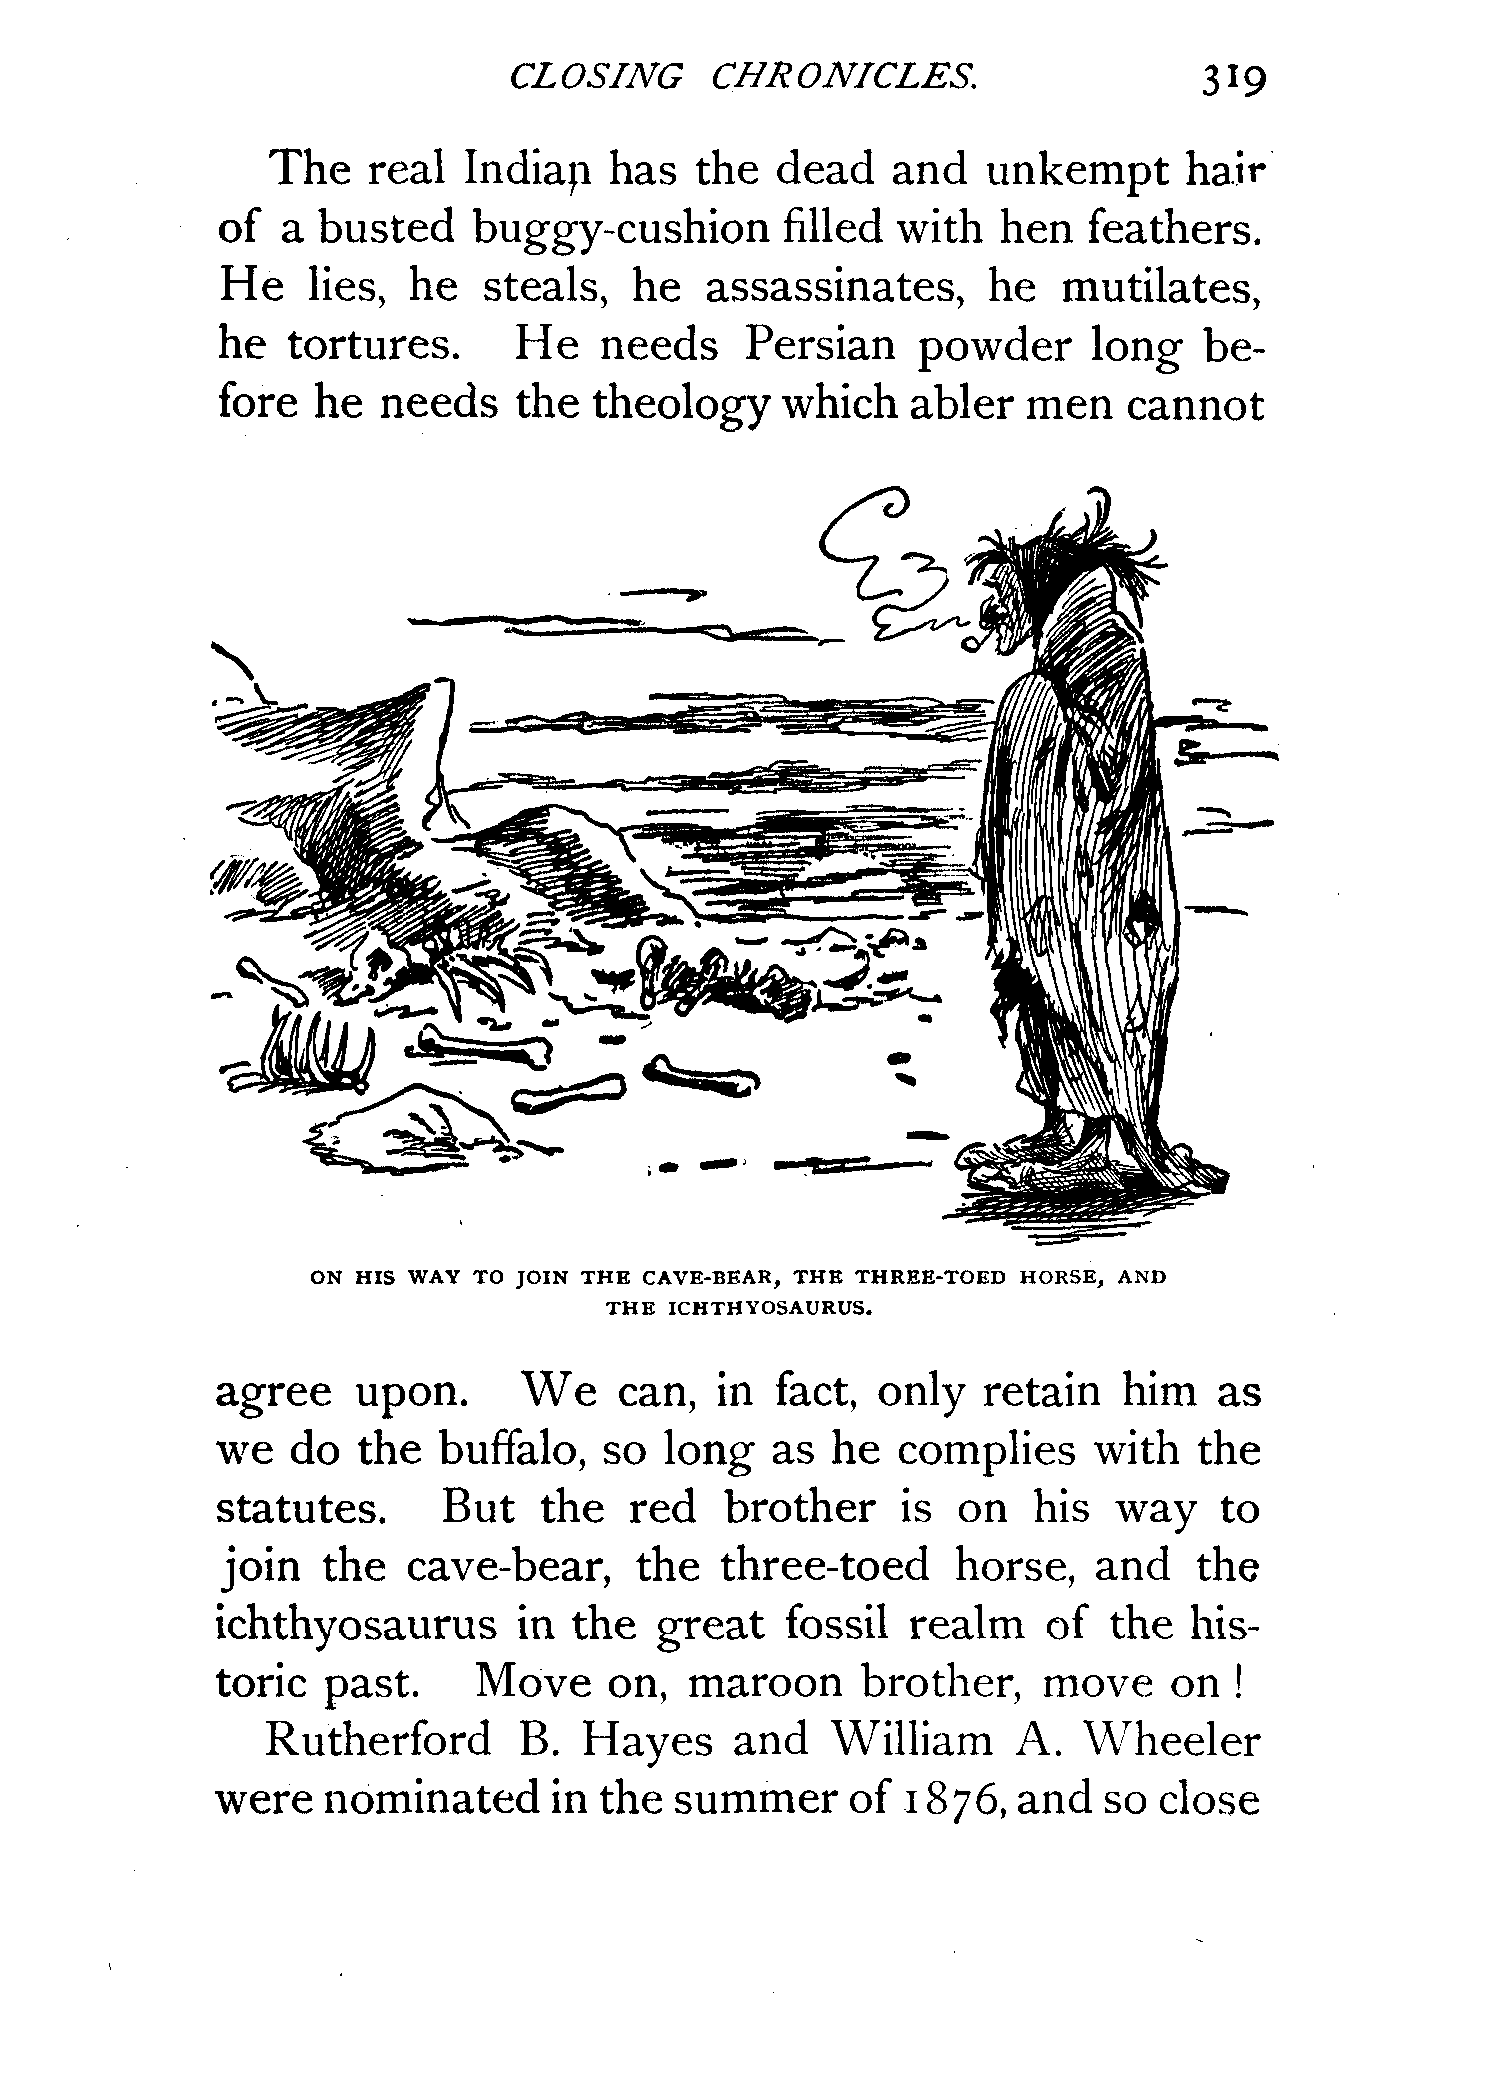 CLOSING CHRONICLES. 319
The real Indian has the dead and unkempt hair
of a busted buggy-cushion filled with hen feathers.
He lies, he steals, he assassinates, he mutilates,
he tortures. He needs Persian powder long be-
fore he needs the theology which abler men cannot
ON HIS WAY TO JOIN THE CAVE-BEAR, THE THREE-TOED HORSE, AND
THE ICHTHYOSAURUS.
agree upon. We can, in fact, only retain him as
we do the buffalo, so long as he complies with the
statutes. But the red brother is on his way to
join the cave-bear, the three-toed horse, and the
ichthyosaurus in the great fossil realm of the his-
toric past. Move on, maroon brother, move on !
Rutherford B. Hayes and William A. Wheeler
were nominated in the summer of 1876, and so close